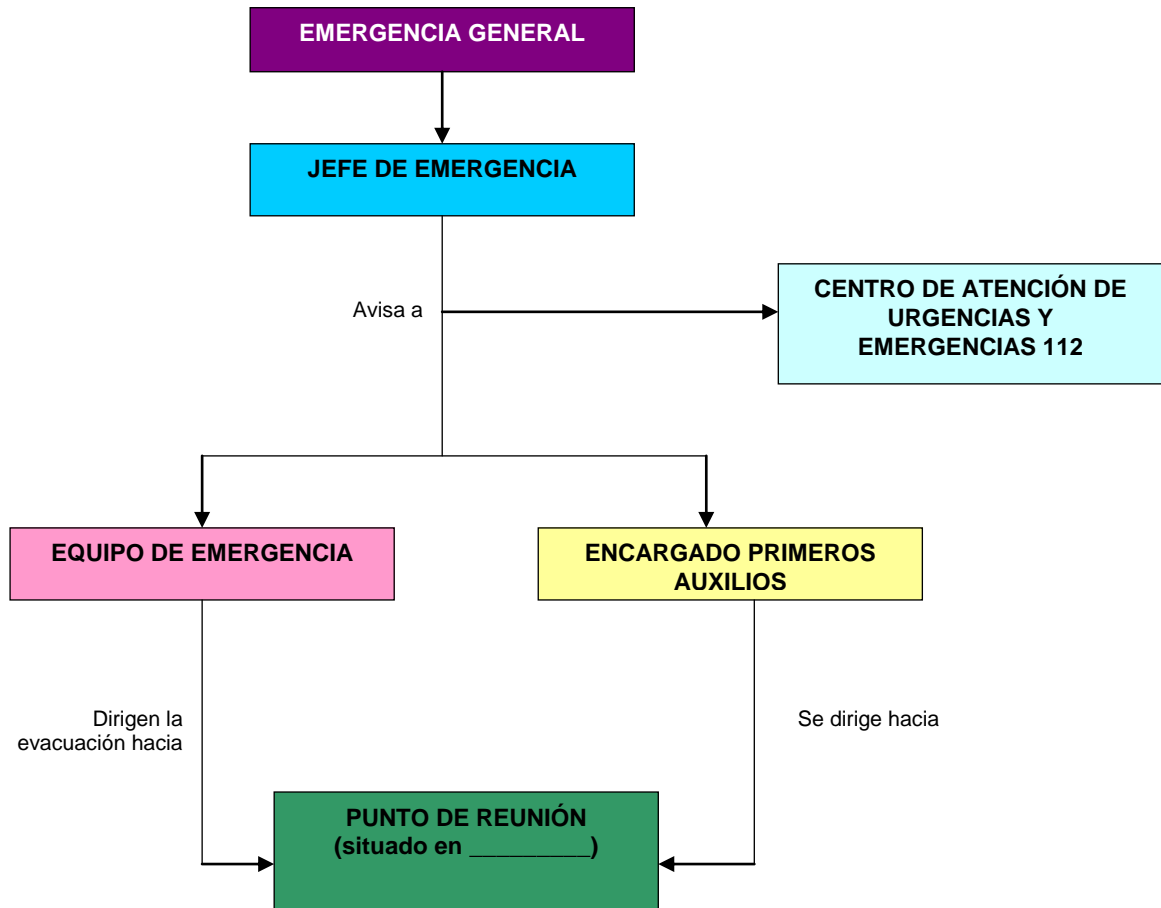 EMERGENCIA GENERAL
JEFE DE EMERGENCIA
Avisa a
CENTRO DE ATENCIÓN DE
URGENCIAS Y
EMERGENCIAS 112
EQUIPO DE EMERGENCIA
ENCARGADO PRIMEROS
AUXILIOS
Dirigen la
evacuación hacia
Se dirige hacia
PUNTO DE REUNIÓN
(situado en _________)